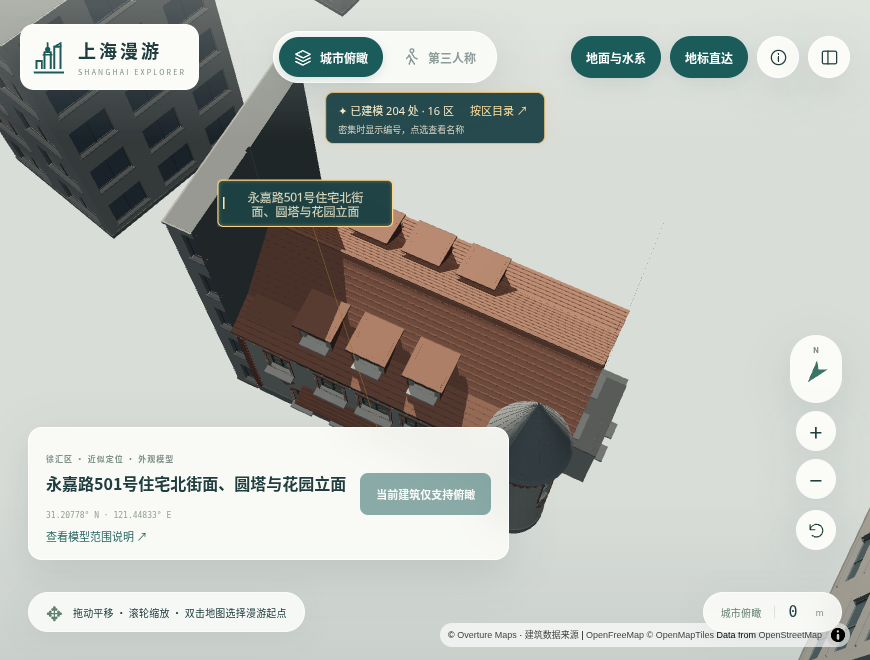 上海漫游
SHANGHAI EXPLORER
城市俯瞰
第三人称
地面与水系
地标直达
✦ 已建模 204 处 · 16 区 按区目录 ↗
密集时显示编号，点选查看名称
永嘉路501号住宅北街
面、圆塔与花园立面
N
徐汇区 · 近似定位 · 外观模型
永嘉路501号住宅北街面、圆塔与花园立面
当前建筑仅支持俯瞰
31.20778° N · 121.44833° E
查看模型范围说明 ↗
拖动平移 · 滚轮缩放 · 双击地图选择漫游起点
城市俯瞰 0 m
© Overture Maps · 建筑数据来源 | OpenFreeMap © OpenMapTiles Data from OpenStreetMap